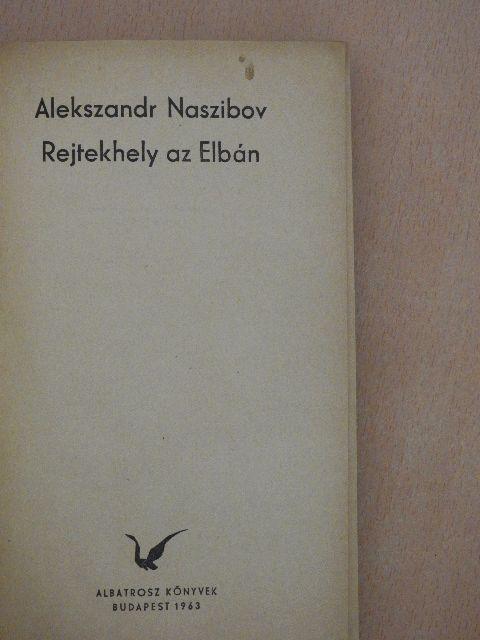 Alekszandr Naszibov
Rejtekhely az Elbán
ALBATROSZ KÖNYVEK
BUDAPEST 1963